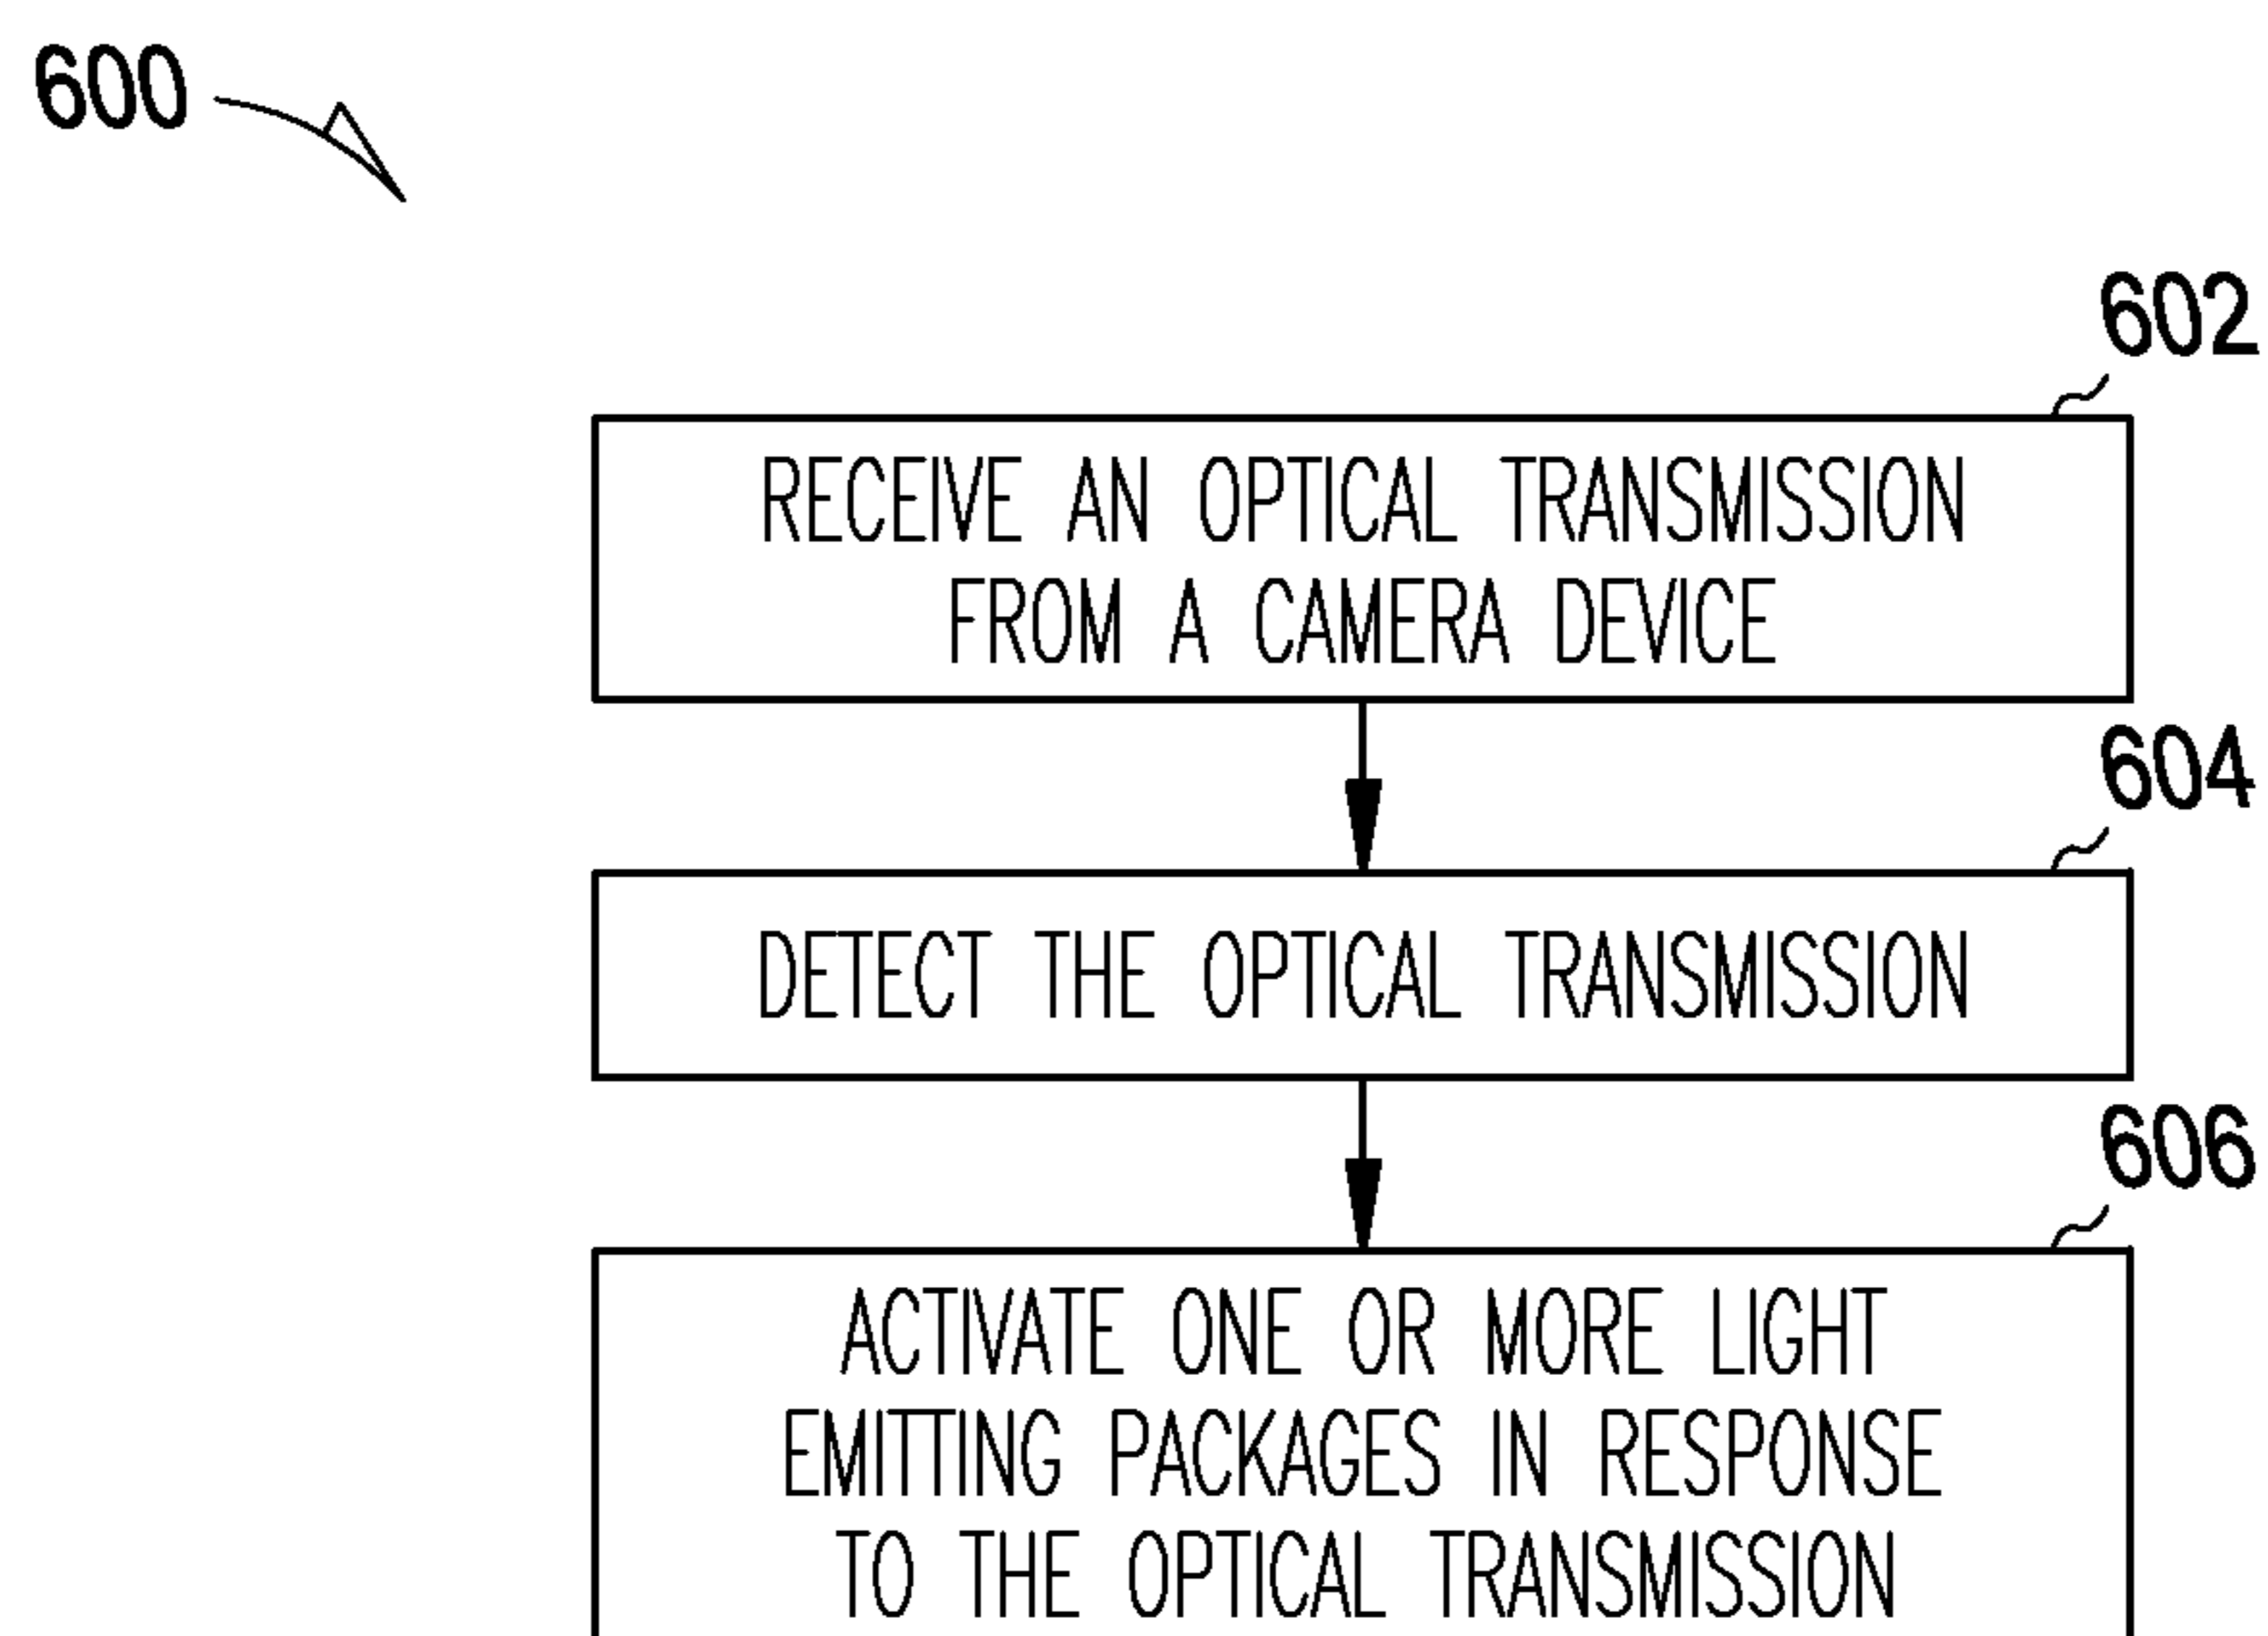 600
602
RECEIVE AN OPTICAL TRANSMISSION
FROM A CAMERA DEVICE
604
DETECT THE OPTICAL TRANSMISSION
606
ACTIVATE ONE OR MORE LIGHT
EMITTING PACKAGES IN RESPONSE
TO THE OPTICAL TRANSMISSION